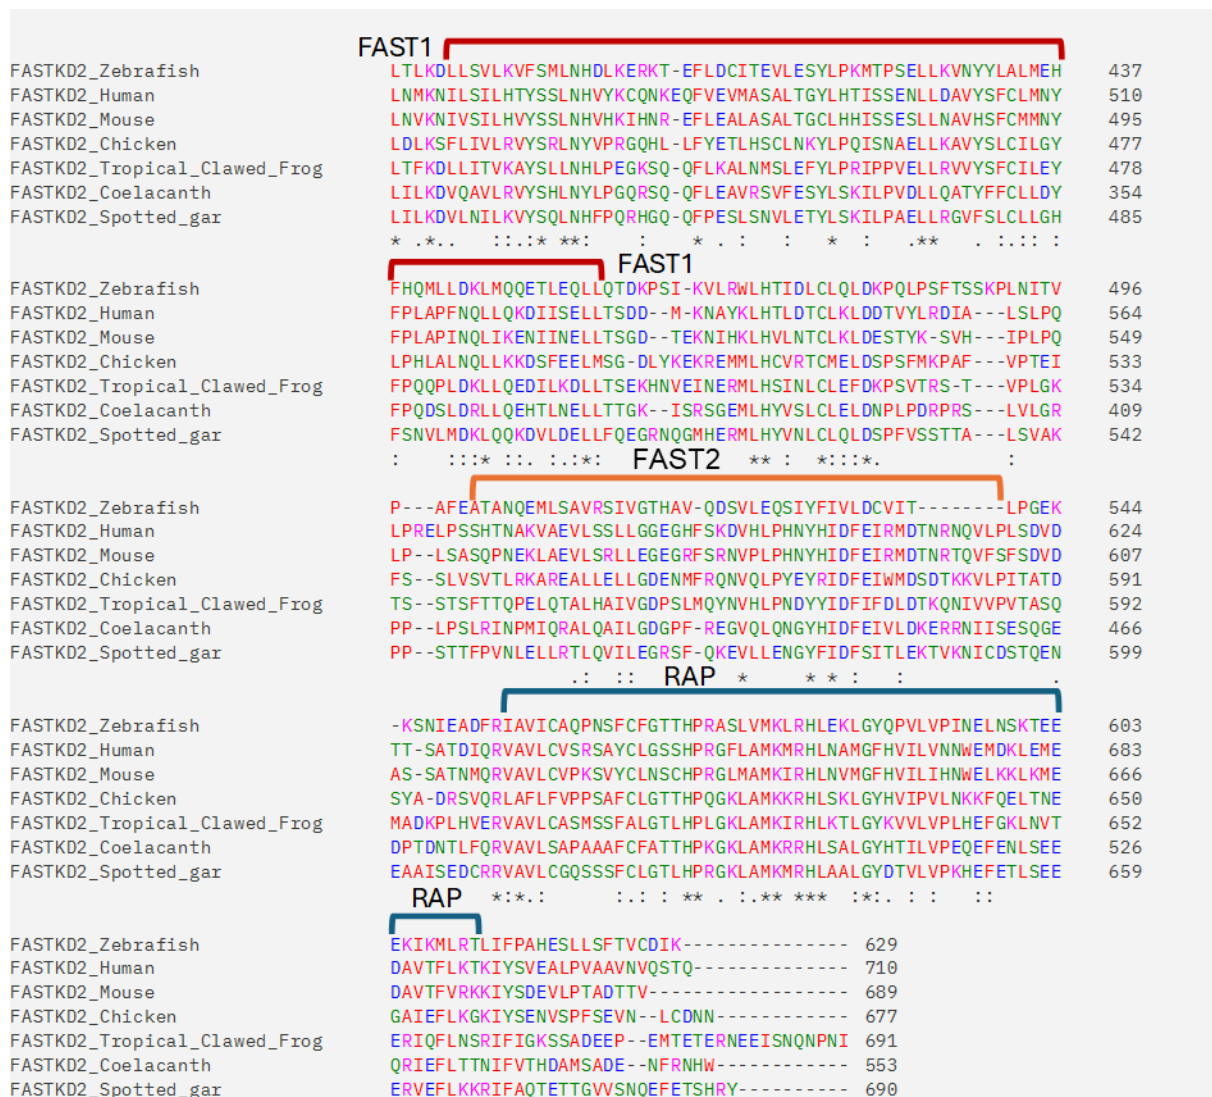 FAST1
FASTKD2_Zebrafish LTLKDLLSVLKVFSMLNHDLKERKT-EFLDCITEVLESYLPKMTPSELLKVNYYLALMEH 437
FASTKD2_Human LNMKNILSILHTYSSLNHVYKCQNKEQFVEVMASALTGYLHTISSENLLDAVYSFCLMNY 510
FASTKD2_Mouse LNVKNIVSILHVYSSLNHVHKIHNR-EFLEALASALTGCLHHISSESLLNAVHSFCMMNY 495
FASTKD2_Chicken LDLKSFLIVLRVYSRLNYVPRGQHL-LFYETLHSCLNKYLPQISNAELLKAVYSLCILGY 477
FASTKD2_Tropical_Clawed_Frog LTFKDLLITVKAYSLLNHLPEGKSQ-QFLKALNMSLEFYLPRIPPVELLRVVYSFCILEY 478
FASTKD2_Coelacanth LILKDVQAVLRVYSHLNYLPGQRSQ-QFLEAVRSVFESYLSKILPVDLLQATYFFCLLDY 354
FASTKD2_Spotted_gar LILKDVLNILKVYSQLNHFPQRHGQ-QFPESLSNVLETYLSKILPAELLRGVFSLCLLGH 485
* .*.. ::.:* **: : * . : : * : .** . :.:: :
FAST1
FASTKD2_Zebrafish FHQMLLDKLMQQETLEQLLQTDKPSI-KVLRWLHTIDLCLQLDKPQLPSFTSSKPLNITV 496
FASTKD2_Human FPLAPFNQLLQKDIISELLTSDD--M-KNAYKLHTLDTCLKLDDTVYLRDIA---LSLPQ 564
FASTKD2_Mouse FPLAPINQLIKENIINELLTSGD--TEKNIHKLHVLNTCLKLDESTYK-SVH---IPLPQ 549
FASTKD2_Chicken LPHLALNQLLKKDSFEELMSG-DLYKEKREMMLHCVRTCMELDSPSFMKPAF---VPTEI 533
FASTKD2_Tropical_Clawed_Frog FPQQPLDKLLQEDILKDLLTSEKHNVEINERMLHSINLCLEFDKPSVTRS-T---VPLGK 534
FASTKD2_Coelacanth FPQDSLDRLLQEHTLNELLTTGK--ISRSGEMLHYVSLCLELDNPLPDRPRS---LVLGR 409
FASTKD2_Spotted_gar FSNVLMDKLQQKDVLDELLFQEGRNQGMHERMLHYVNLCLQLDSPFVSSTTA---LSVAK 542
: :::* ::. :.:*: ** : *:::*. :
FAST2
FASTKD2_Zebrafish P---AFEATANQEMLSAVRSIVGTHAV-QDSVLEQSIYFIVLDCVIT--------LPGEK 544
FASTKD2_Human LPRELPSSHTNAKVAEVLSSLLGGEGHFSKDVHLPHNYHIDFEIRMDTNRNQVLPLSDVD 624
FASTKD2_Mouse LP--LSASQPNEKLAEVLSRLLEGEGRFSRNVPLPHNYHIDFEIRMDTNRTQVFSFSDVD 607
FASTKD2_Chicken FS--SLVSVTLRKAREALLELLGDENMFRQNVQLPYEYRIDFEIWMDSDTKKVLPITATD 591
FASTKD2_Tropical_Clawed_Frog TS--STSFTTQPELQTALHAIVGDPSLMQYNVHLPNDYYIDFIFDLDTKQNIVVPVTASQ 592
FASTKD2_Coelacanth PP--LPSLRINPMIQRALQAILGDGPF-REGVQLQNGYHIDFEIVLDKERRNIISESQGE 466
FASTKD2_Spotted_gar PP--STTFPVNLELLRTLQVILEGRSF-QKEVLLENGYFIDFSITLEKTVKNICDSTQEN 599
.: :: * * * : : .
RAP
FASTKD2_Zebrafish -KSNIEADFRIAVICAQPNSFCFGTTHPRASLVMKLRHLEKLGYQPVLVPINELNSKTEE 603
FASTKD2_Human TT-SATDIQRVAVLCVSRSAYCLGSSHPRGFLAMKMRHLNAMGFHVILVNNWEMDKLEME 683
FASTKD2_Mouse AS-SATNMQRVAVLCVPKSVYCLNSCHPRGLMAMKIRHLNVMGFHVILIHNWELKKLKME 666
FASTKD2_Chicken SYA-DRSVQRLAFLFVPPSAFCLGTTHPQGKLAMKKRHLSKLGYHVIPVLNKKFQELTNE 650
FASTKD2_Tropical_Clawed_Frog MADKPLHVERVAVLCASMSSFALGTLHPLGKLAMKIRHLKTLGYKVVLVPLHEFGKLNVT 652
FASTKD2_Coelacanth DPTDNTLFQRVAVLSAPAAAFCFATTHPKGKLAMKRRHLSALGYHTILVPEQEFENLSEE 526
FASTKD2_Spotted_gar EAAISEDCRRVAVLCGQSSSFCLGTLHPRGKLAMKMRHLAALGYDTVLVPKHEFETLSEE 659
*:*.: :.: : ** . :.** *** :*:. : : ::
RAP
FASTKD2_Zebrafish EKIKMLRTLIFPAHESLLSFTVCDIK--------------- 629
FASTKD2_Human DAVTFLKTKIYSVEALPVAAVNVQSTQ-------------- 710
FASTKD2_Mouse DAVTFVRKKIYSDEVLPTADTTV------------------ 689
FASTKD2_Chicken GAIEFLKGKIYSENVSPFSEVN--LCDNN------------ 677
FASTKD2_Tropical_Clawed_Frog ERIQFLNSRIFIGKSSADEEP--EMTETERNEEISNQNPNI 691
FASTKD2_Coelacanth QRIEFLTTNIFVTHDAMSADE--NFRNHW------------ 553
FASTKD2_Spotted_gar ERVEFLKKRIFAQTETTGVVSNQEFETSHRY---------- 690